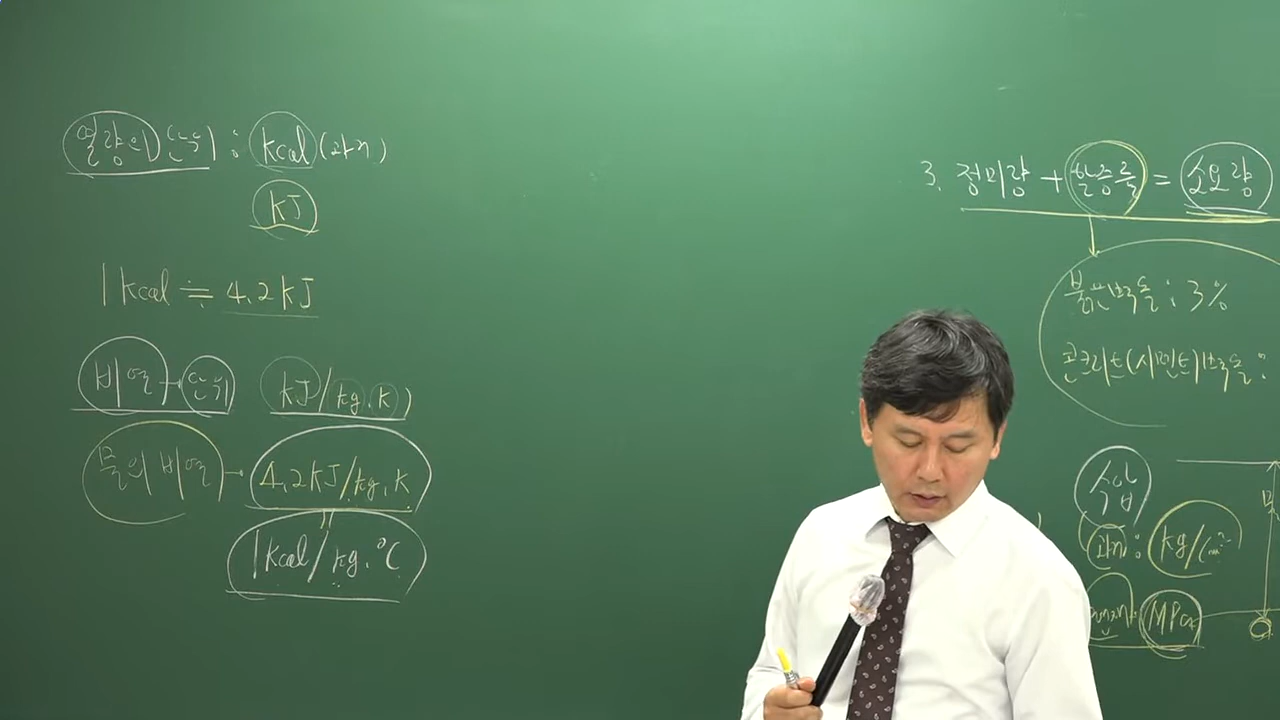 열량의 단위 : kcal (과거)
kJ
1kcal ≒ 4.2kJ
비열 → 단위 kJ/kg.K)
물의 비열 → 4.2kJ/kg.K
1kcal/kg.℃
3. 정미량 + 할증률 = 소요량
붉은벽돌 : 3%
콘크리트(시멘트)벽돌 :
수압
과거 : kg/cm²
현재 MPa